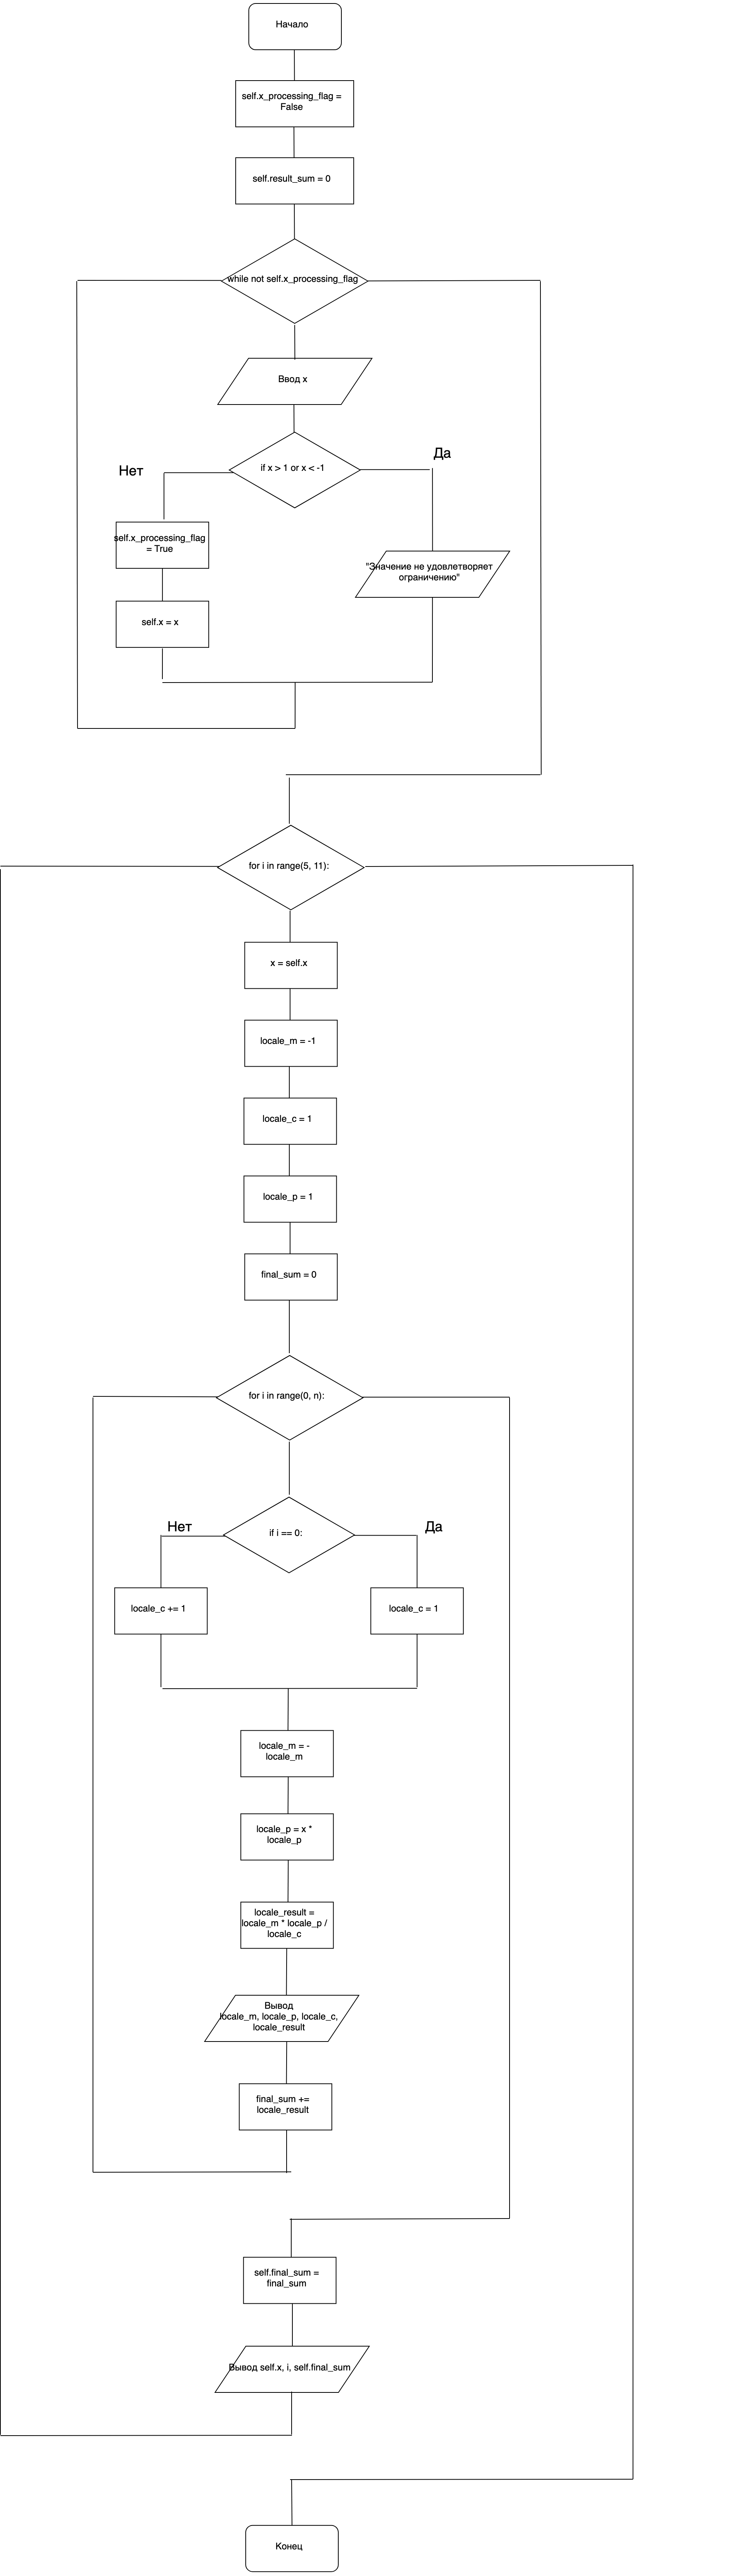 Начало
self.x_processing_flag =
False
self.result_sum = 0
while not self.x_processing_flag
Ввод x
if x > 1 or x < -1
Нет
Да
self.x_processing_flag
= True
"Значение не удовлетворяет
ограничению"
self.x = x
for i in range(5, 11):
x = self.x
locale_m = -1
locale_c = 1
locale_p = 1
final_sum = 0
for i in range(0, n):
if i == 0:
Нет
Да
locale_c += 1
locale_c = 1
locale_m = -
locale_m
locale_p = x *
locale_p
locale_result =
locale_m * locale_p /
locale_c
Вывод
locale_m, locale_p, locale_c,
locale_result
final_sum +=
locale_result
self.final_sum =
final_sum
Вывод self.x, i, self.final_sum
Конец